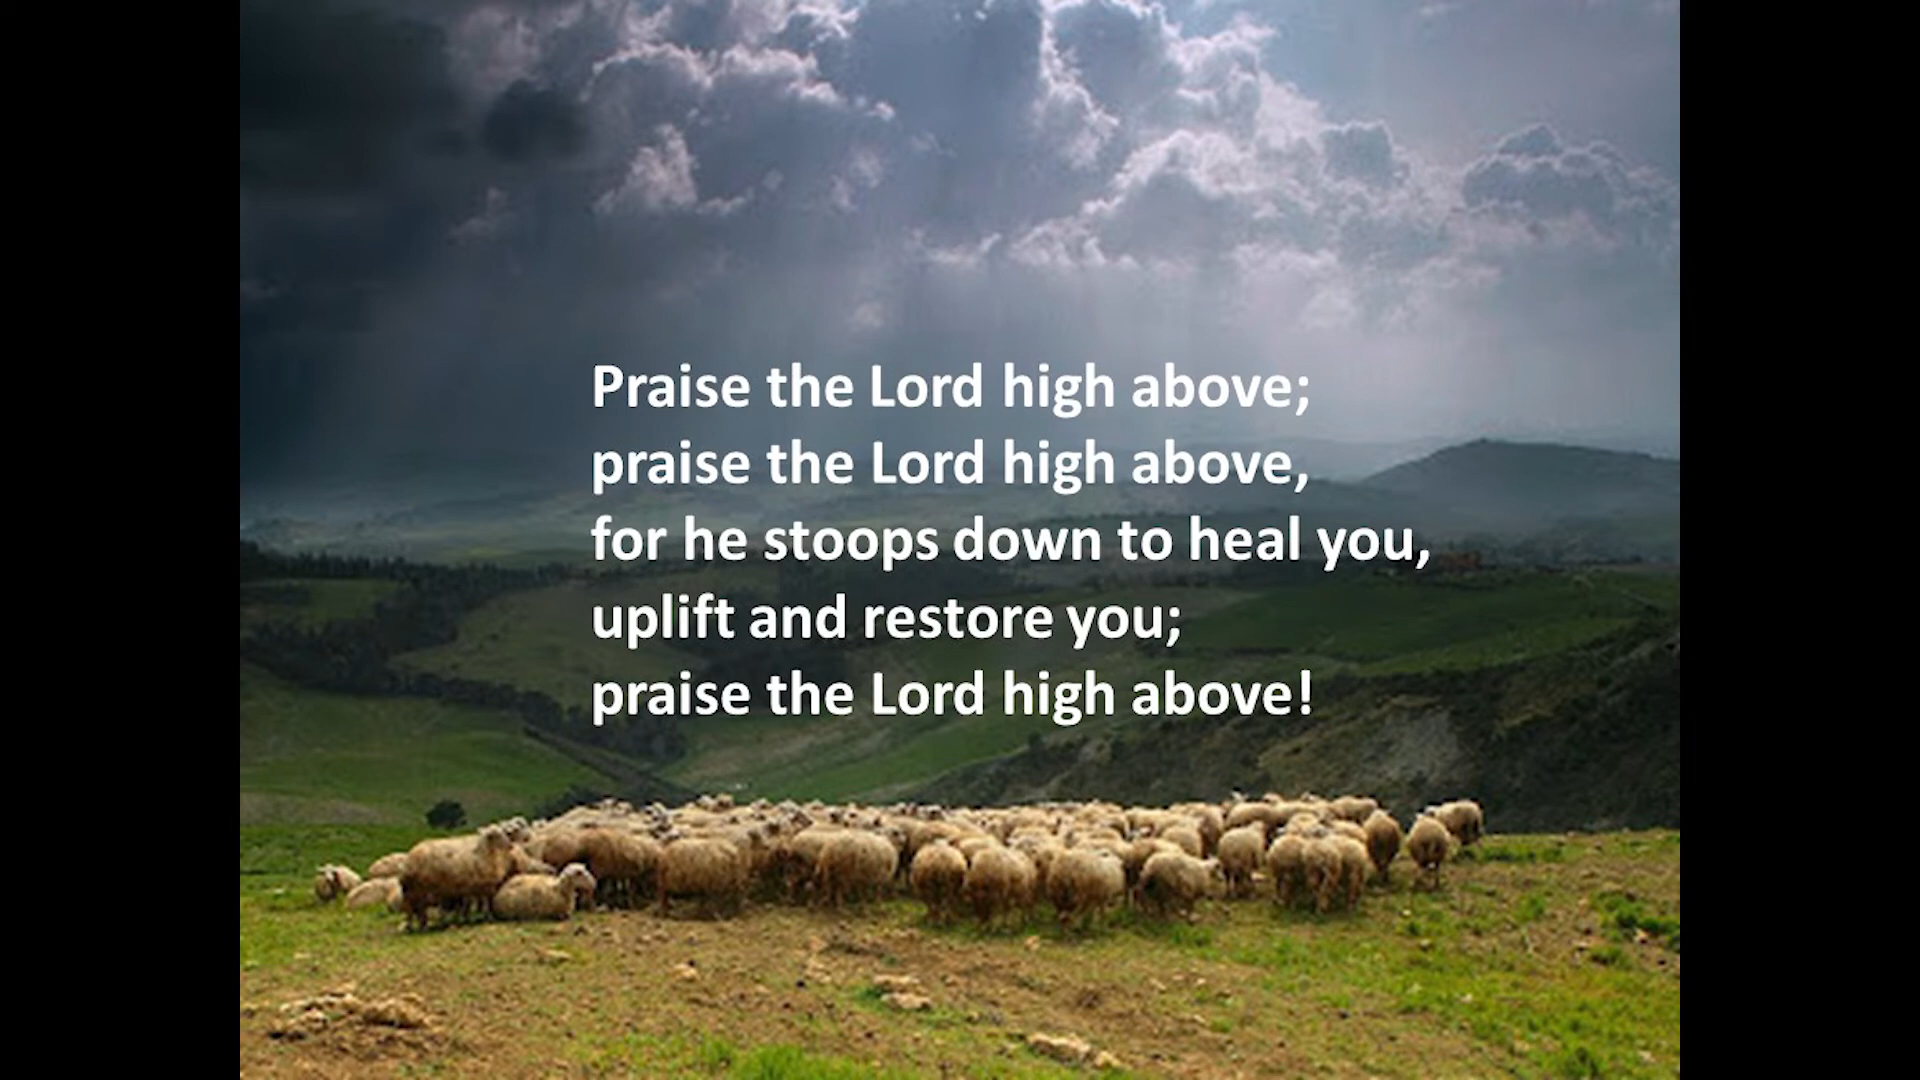 Praise the Lord high above;
praise the Lord high above,
for he stoops down to heal you,
uplift and restore you;
praise the Lord high above!